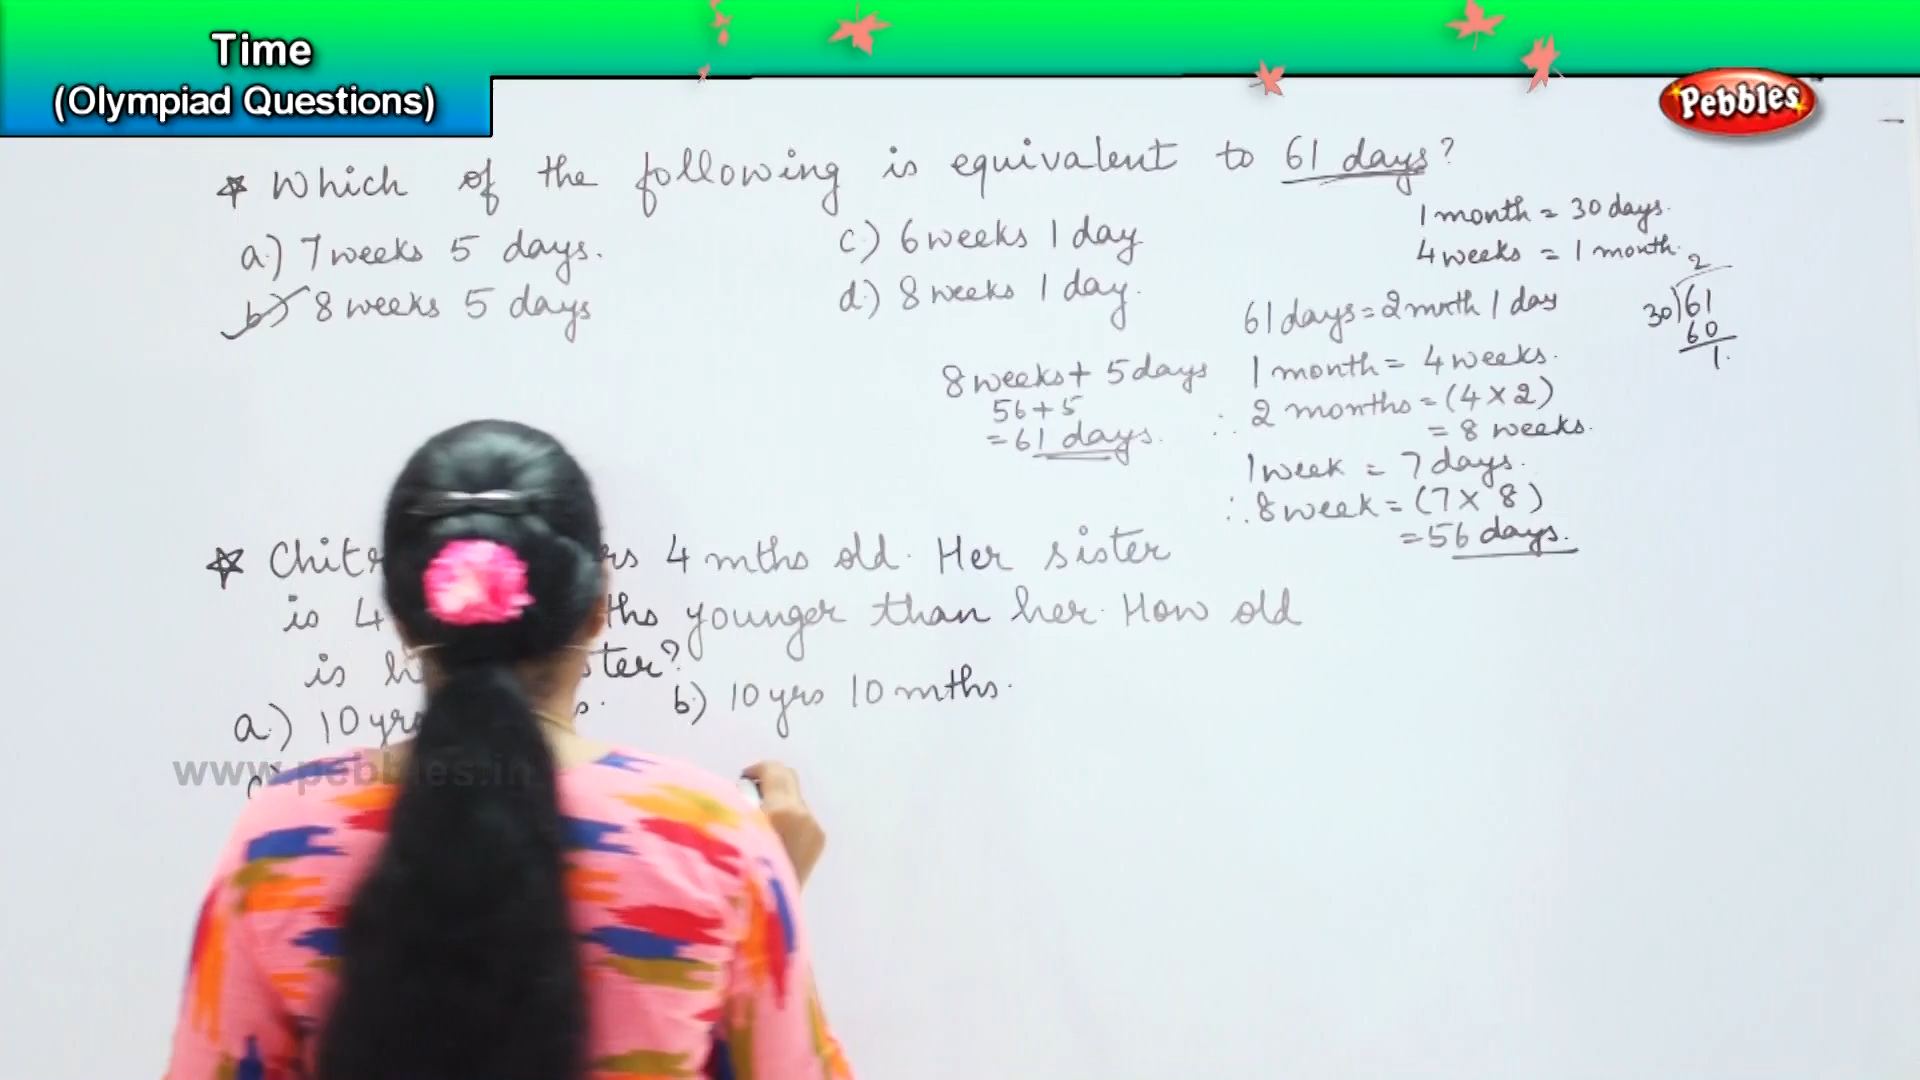 Time
(Olympiad Questions)
Pebbles
Which of the following is equivalent to 61 days?
a.) 7 weeks 5 days.
c.) 6 weeks 1 day
b.) 8 weeks 5 days
d.) 8 weeks 1 day.
1 month = 30 days.
4 weeks = 1 month.
61 days = 2 mnth 1 day
2
30)61
60
1.
1 month = 4 weeks.
∴ 2 months = (4 × 2)
= 8 weeks.
8 weeks + 5 days
56 + 5
= 61 days.
1 week = 7 days.
∴ 8 week = (7 × 8)
= 56 days.
4 mths old. Her sister
is 4 younger than her. How old
is
a.) 10 b.) 10 yrs 10 mths.
www.pebbles.in